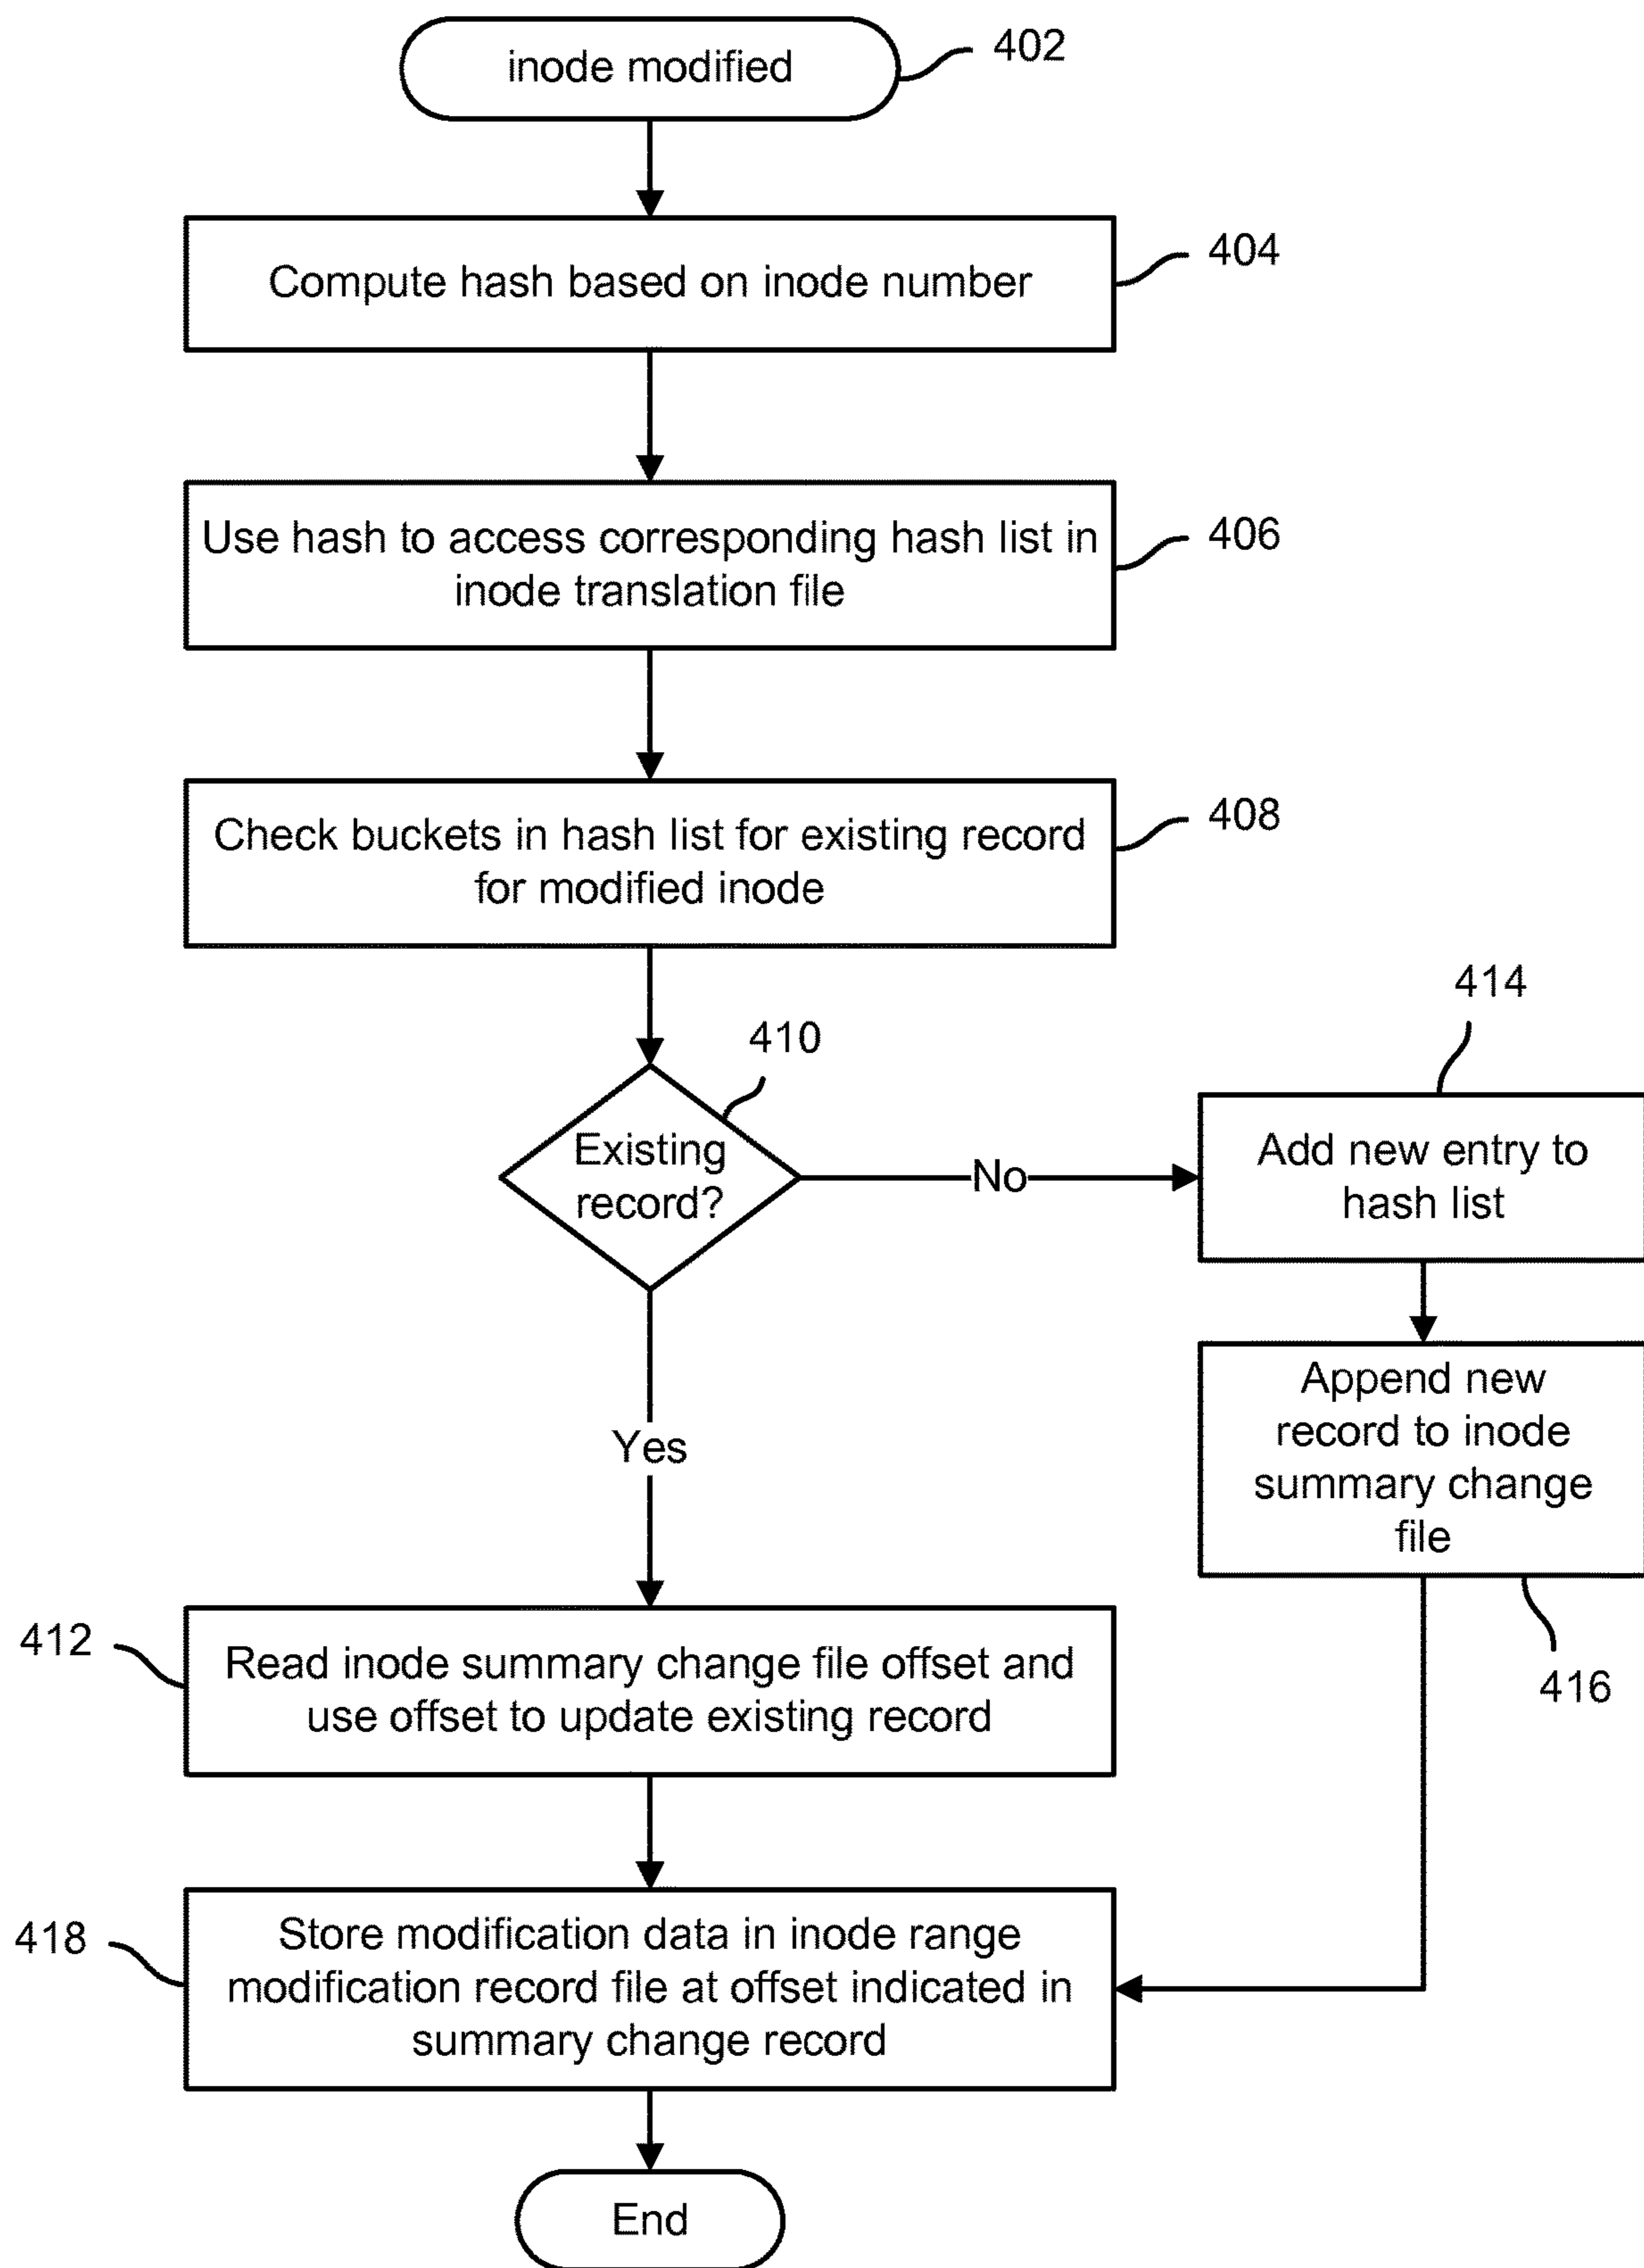 inode modified
402
Compute hash based on inode number
404
Use hash to access corresponding hash list in
inode translation file
406
Check buckets in hash list for existing record
for modified inode
408
410
Existing
record?
No
414
Add new entry to
hash list
Append new
record to inode
summary change
file
416
Yes
412
Read inode summary change file offset and
use offset to update existing record
418
Store modification data in inode range
modification record file at offset indicated in
summary change record
End